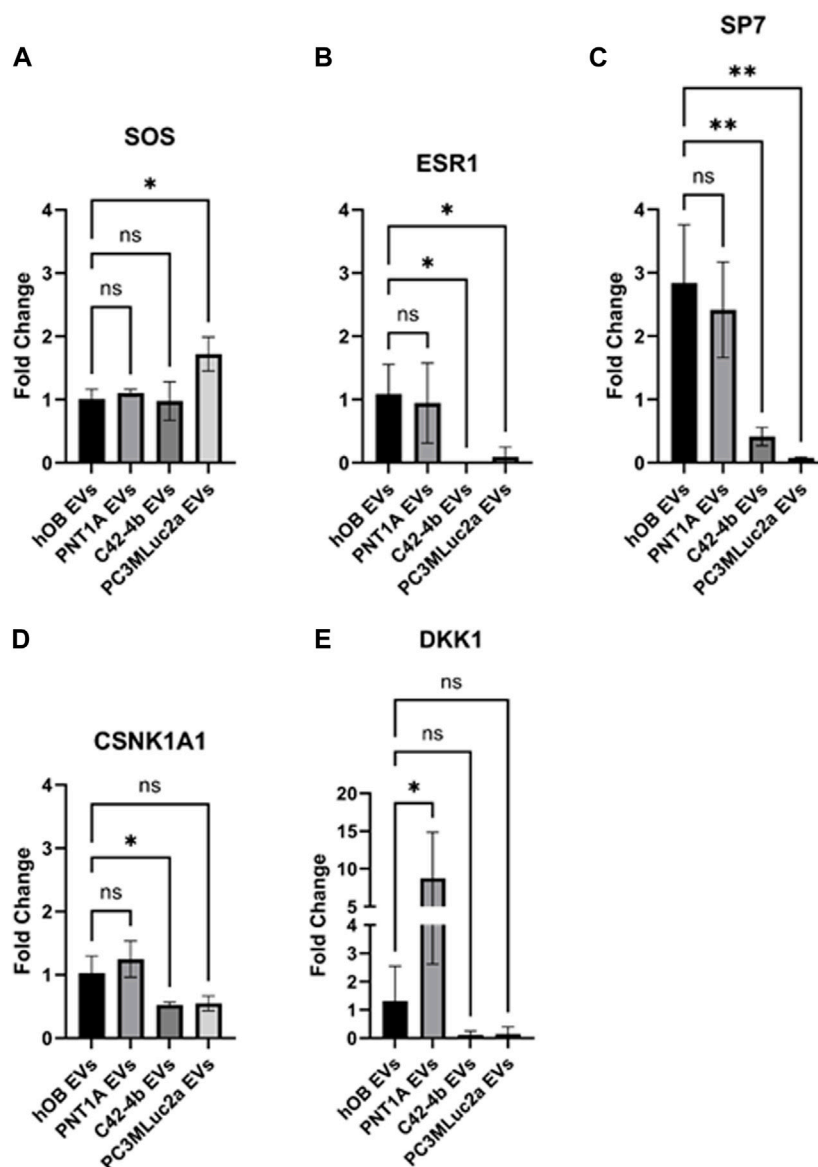 A
SOS
*
ns
ns
Fold Change
4
3
2
1
0
hOB EVs
PNT1A EVs
C42-4b EVs
PC3MLuc2a EVs
B
ESR1
*
*
ns
Fold Change
4
3
2
1
0
hOB EVs
PNT1A EVs
C42-4b EVs
PC3MLuc2a EVs
C
SP7
**
**
ns
Fold Change
4
3
2
1
0
hOB EVs
PNT1A EVs
C42-4b EVs
PC3MLuc2a EVs
D
CSNK1A1
ns
*
ns
Fold Change
4
3
2
1
0
hOB EVs
PNT1A EVs
C42-4b EVs
PC3MLuc2a EVs
E
DKK1
ns
ns
*
Fold Change
20
15
10
5
4
3
2
1
0
hOB EVs
PNT1A EVs
C42-4b EVs
PC3MLuc2a EVs